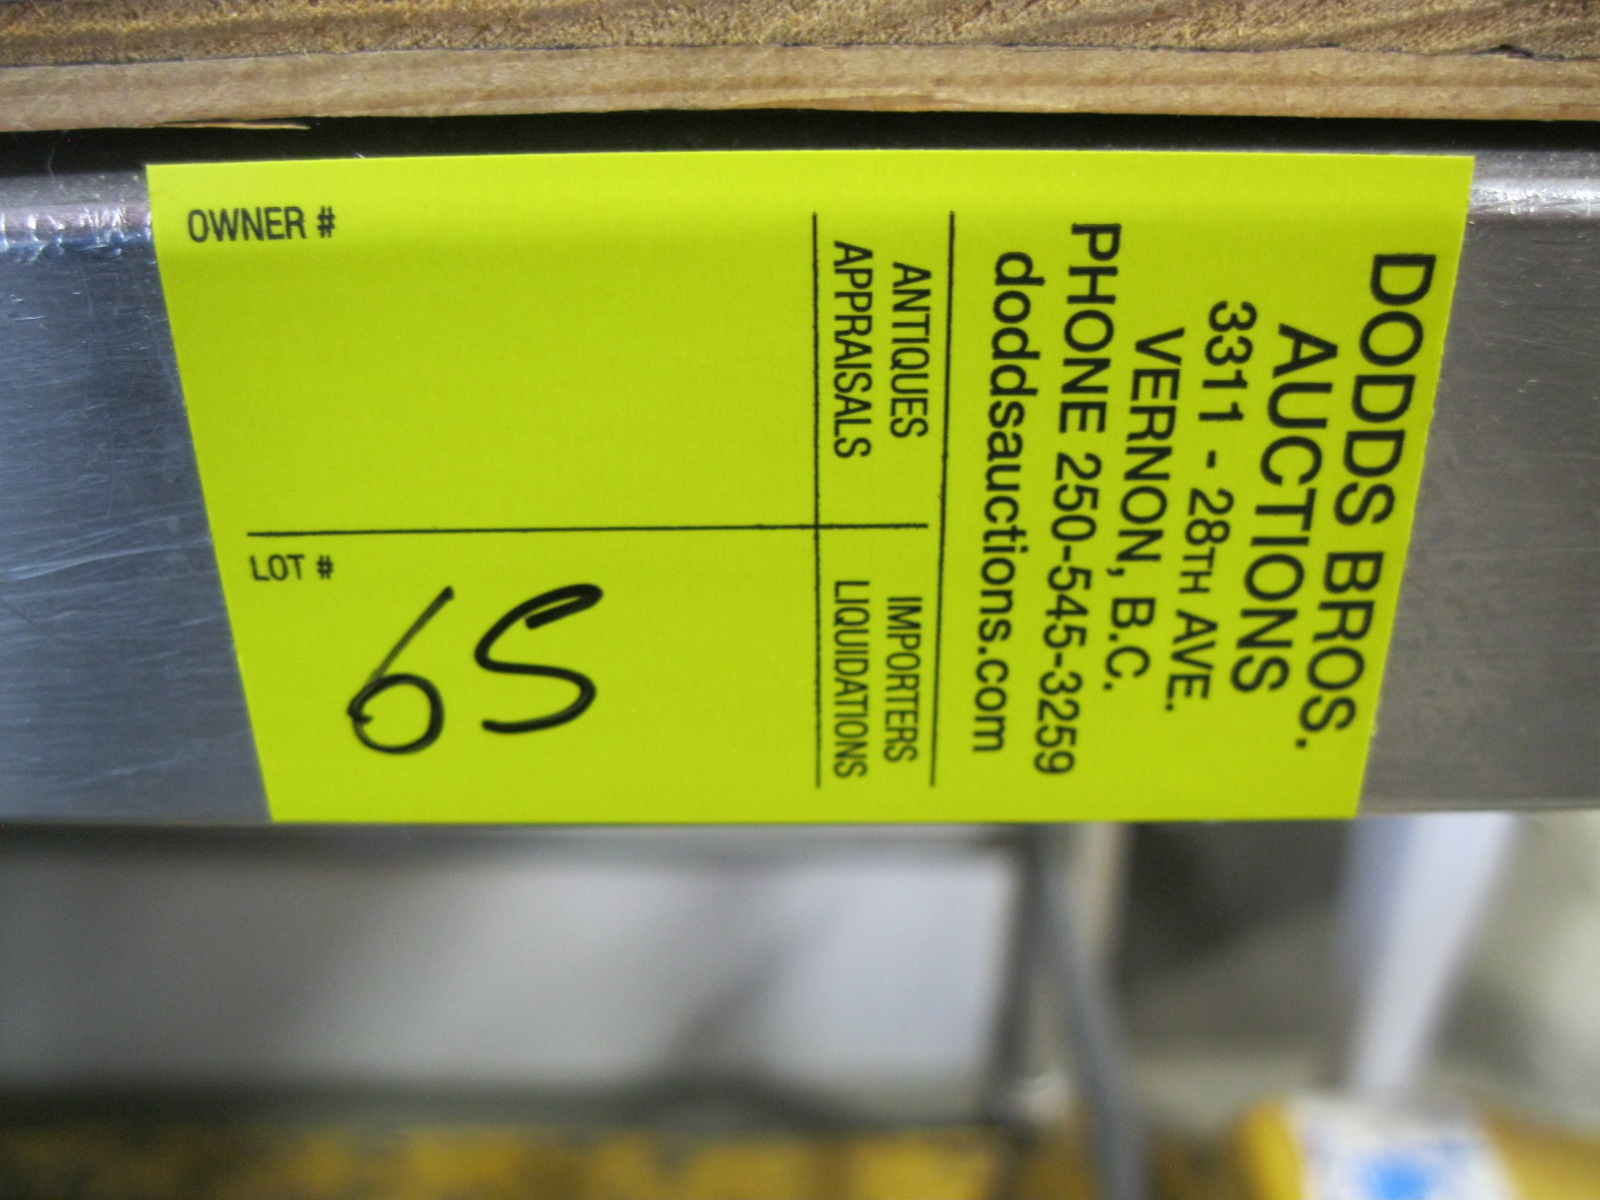 DODDS BROS.
AUCTIONS
3311 - 28TH AVE.
VERNON, B.C.
PHONE 250-545-3259
doddsauctions.com
ANTIQUES
APPRAISALS
IMPORTERS
LIQUIDATIONS
OWNER #
LOT #
65